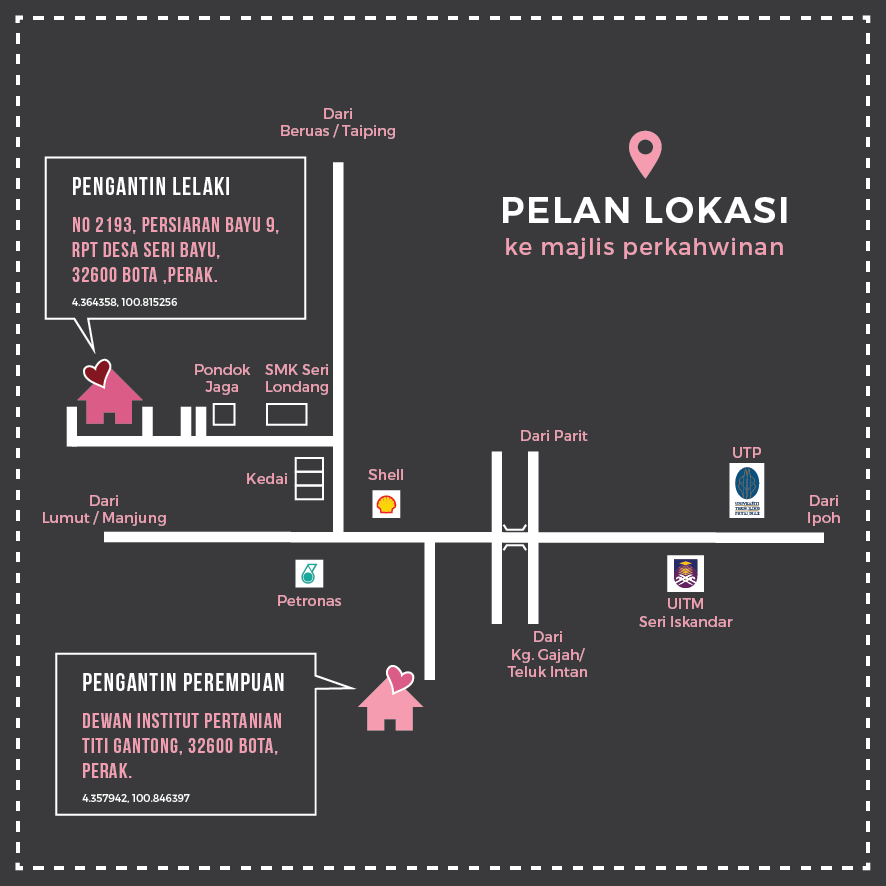 Dari
Beruas / Taiping
PELAN LOKASI
ke majlis perkahwinan
PENGANTIN LELAKI
NO 2193, PERSIARAN BAYU 9,
RPT DESA SERI BAYU,
32600 BOTA ,PERAK.
4.364358, 100.815256
Pondok
Jaga
SMK Seri
Londang
Kedai
Shell
Dari Parit
UTP
Dari
Lumut / Manjung
Dari
Ipoh
Petronas
UITM
Seri Iskandar
Dari
Kg. Gajah/
Teluk Intan
PENGANTIN PEREMPUAN
DEWAN INSTITUT PERTANIAN
TITI GANTONG, 32600 BOTA,
PERAK.
4.357942, 100.846397